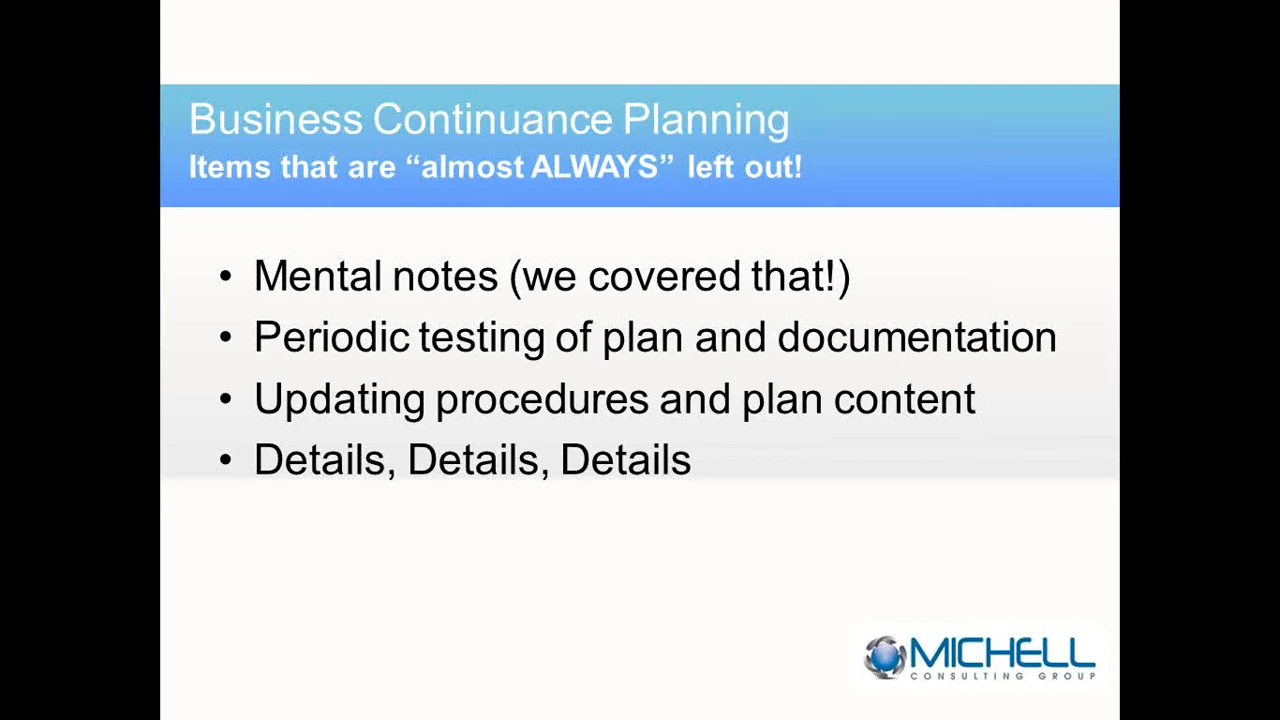 Business Continuance Planning
Items that are “almost ALWAYS” left out!
• Mental notes (we covered that!)
• Periodic testing of plan and documentation
• Updating procedures and plan content
• Details, Details, Details
MICHELL
CONSULTING GROUP